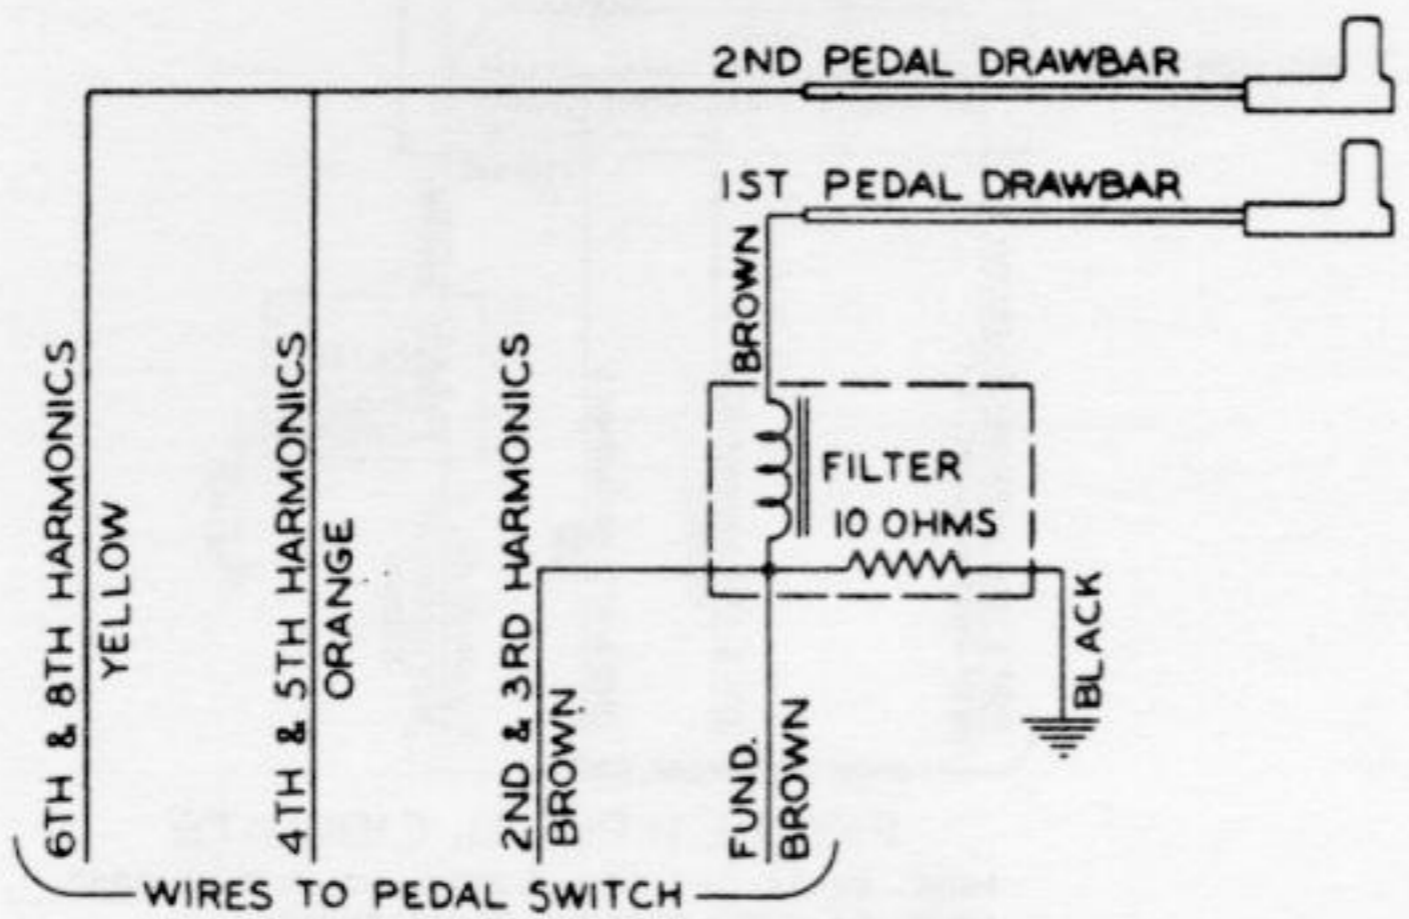 2ND PEDAL DRAWBAR
1ST PEDAL DRAWBAR
BROWN
FILTER
10 OHMS
BLACK
6TH & 8TH HARMONICS
YELLOW
4TH & 5TH HARMONICS
ORANGE
2ND & 3RD HARMONICS
BROWN
FUND.
BROWN
WIRES TO PEDAL SWITCH